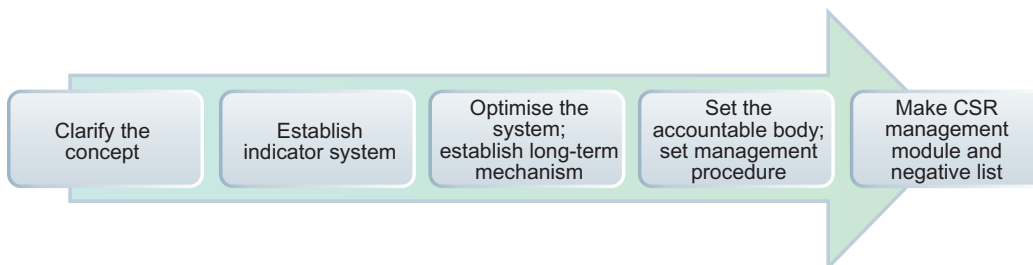 Clarify the
concept
Establish
indicator system
Optimise the
system;
establish long-term
mechanism
Set the
accountable body;
set management
procedure
Make CSR
management
module and
negative list